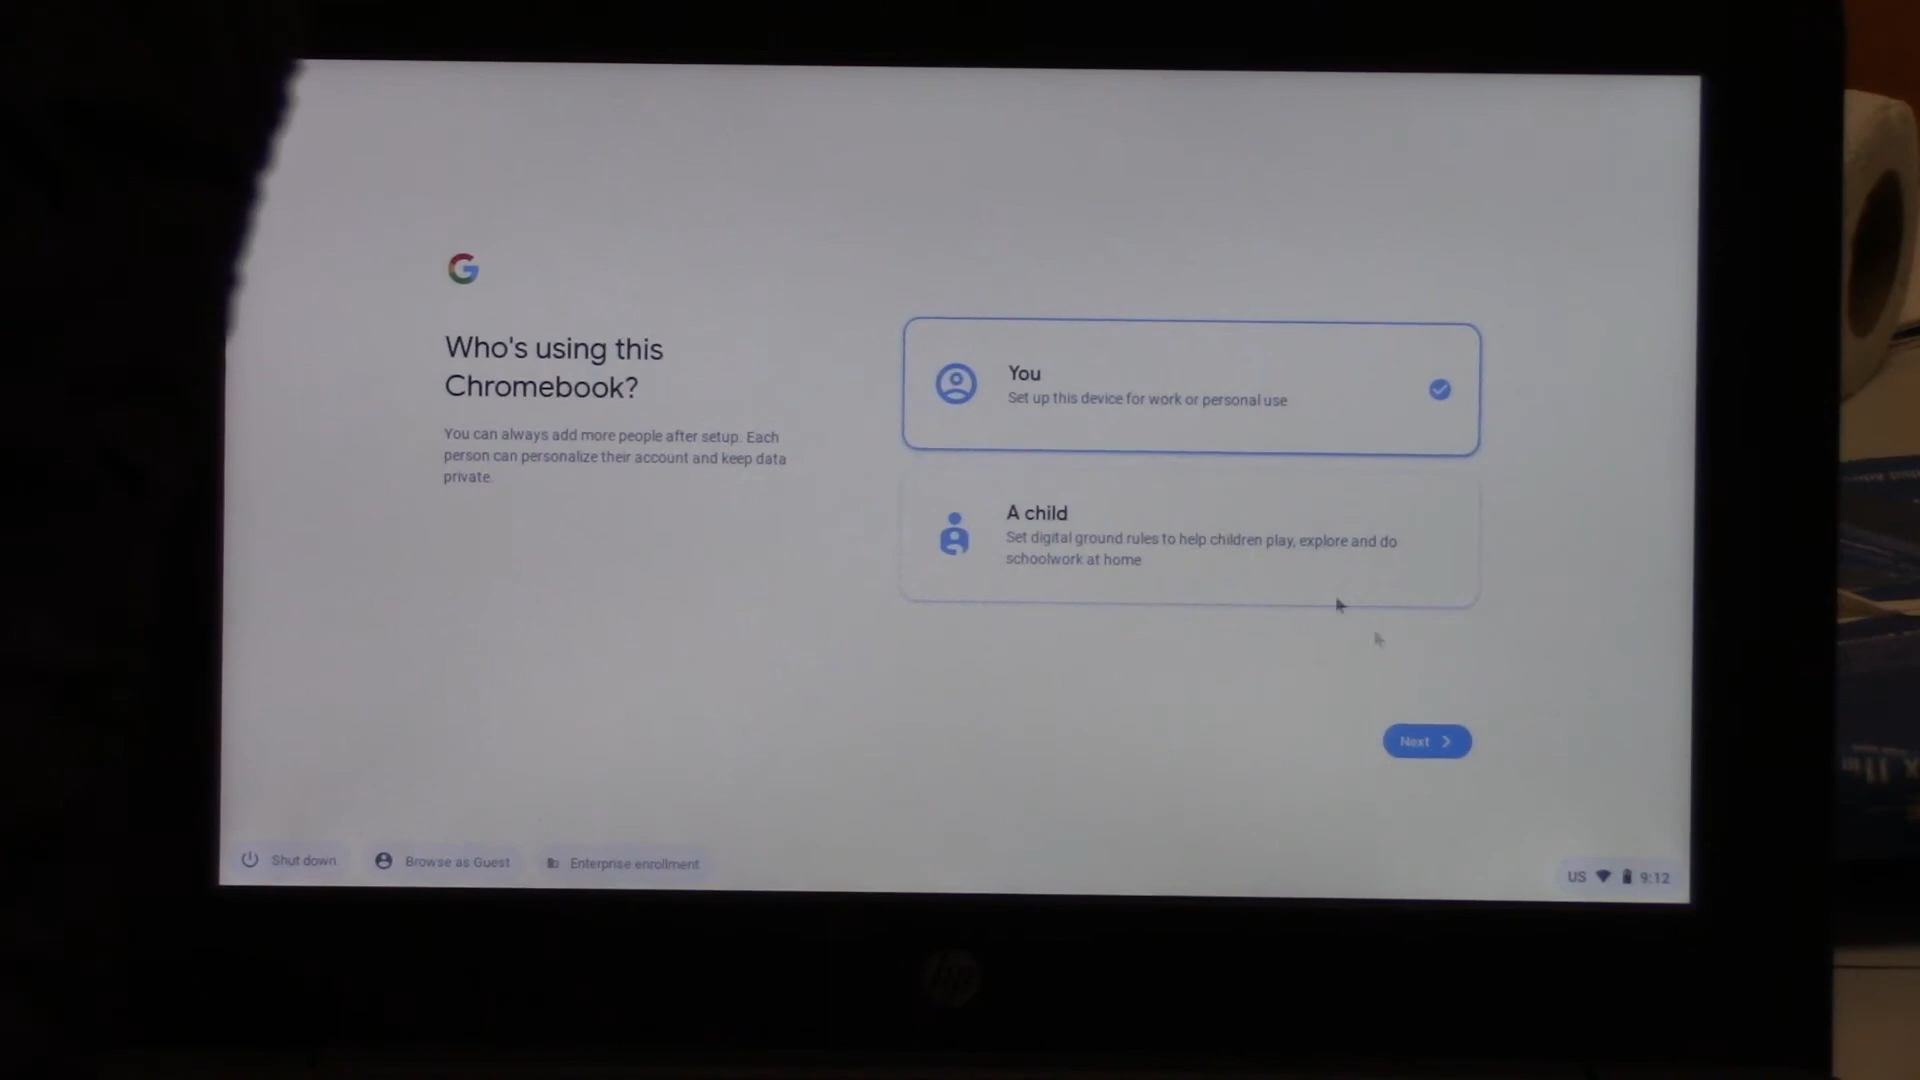 Who's using this
Chromebook?
You can always add more people after setup. Each
person can personalize their account and keep data
private.
You
Set up this device for work or personal use
A child
Set digital ground rules to help children play, explore and do
schoolwork at home
Next
Shut down
Browse as Guest
Enterprise enrollment
US 9:12
hp